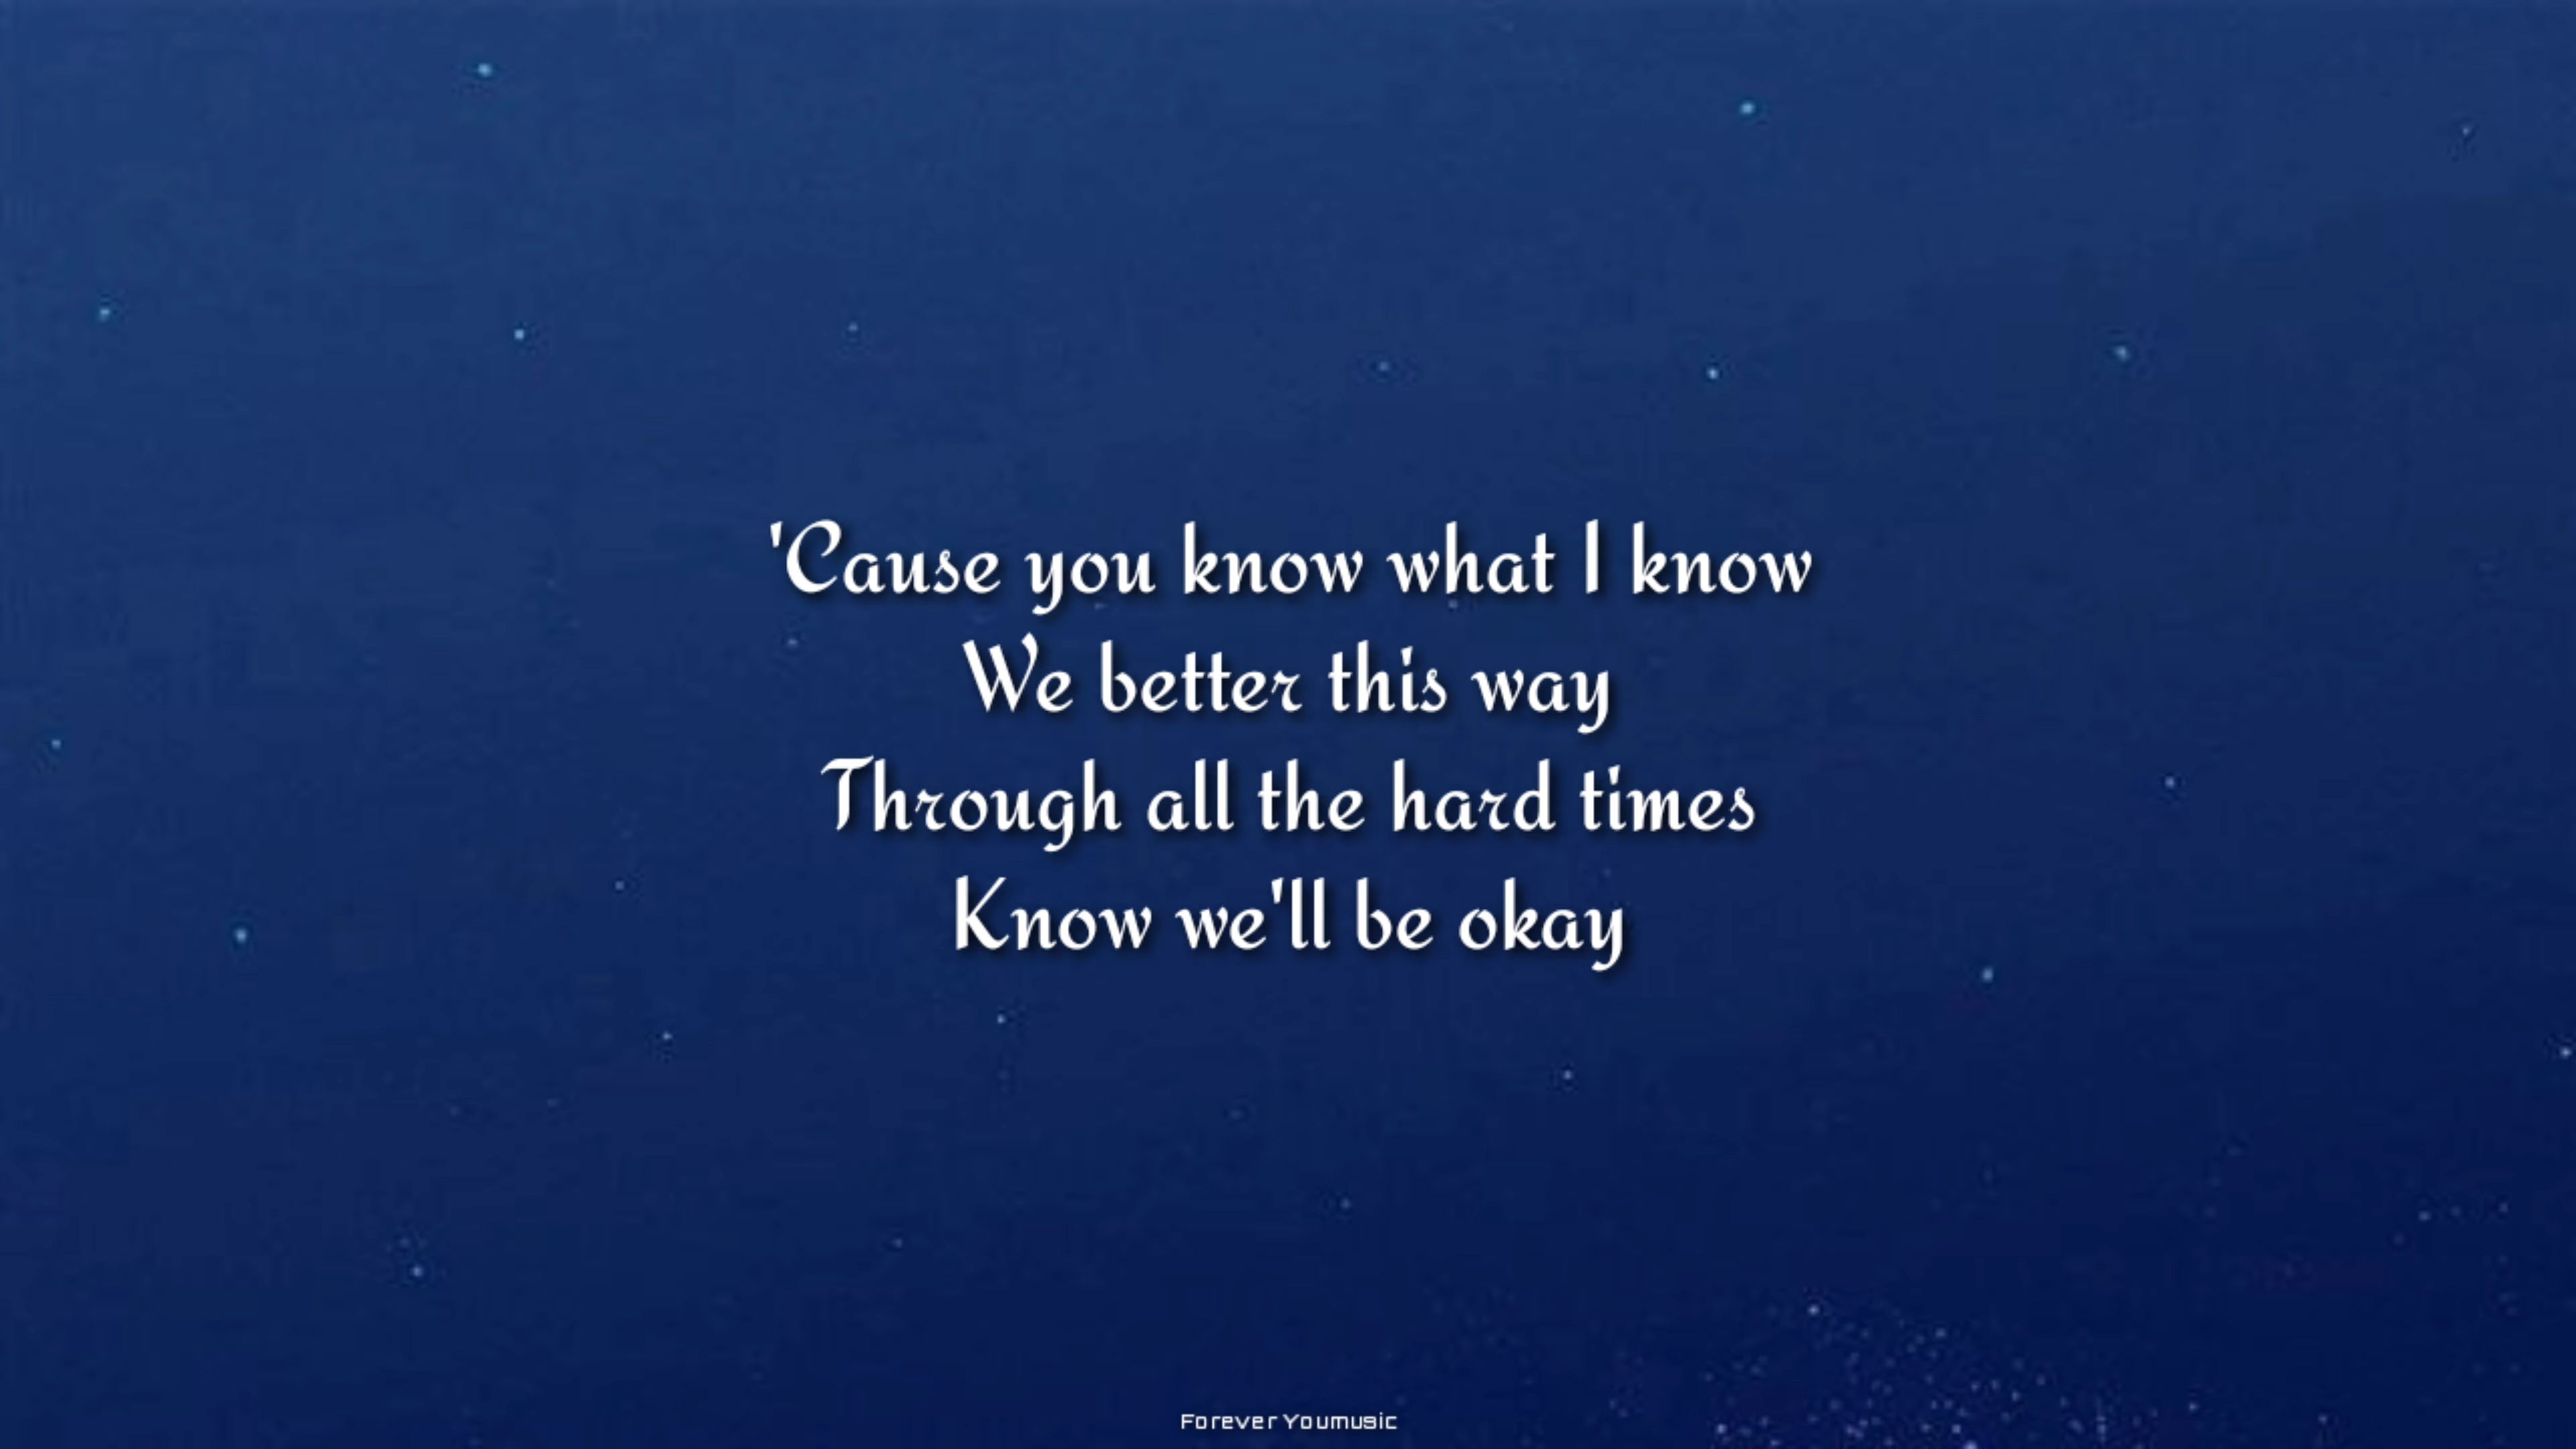 'Cause you know what I know
We better this way
Through all the hard times
Know we'll be okay
Forever Youmusic